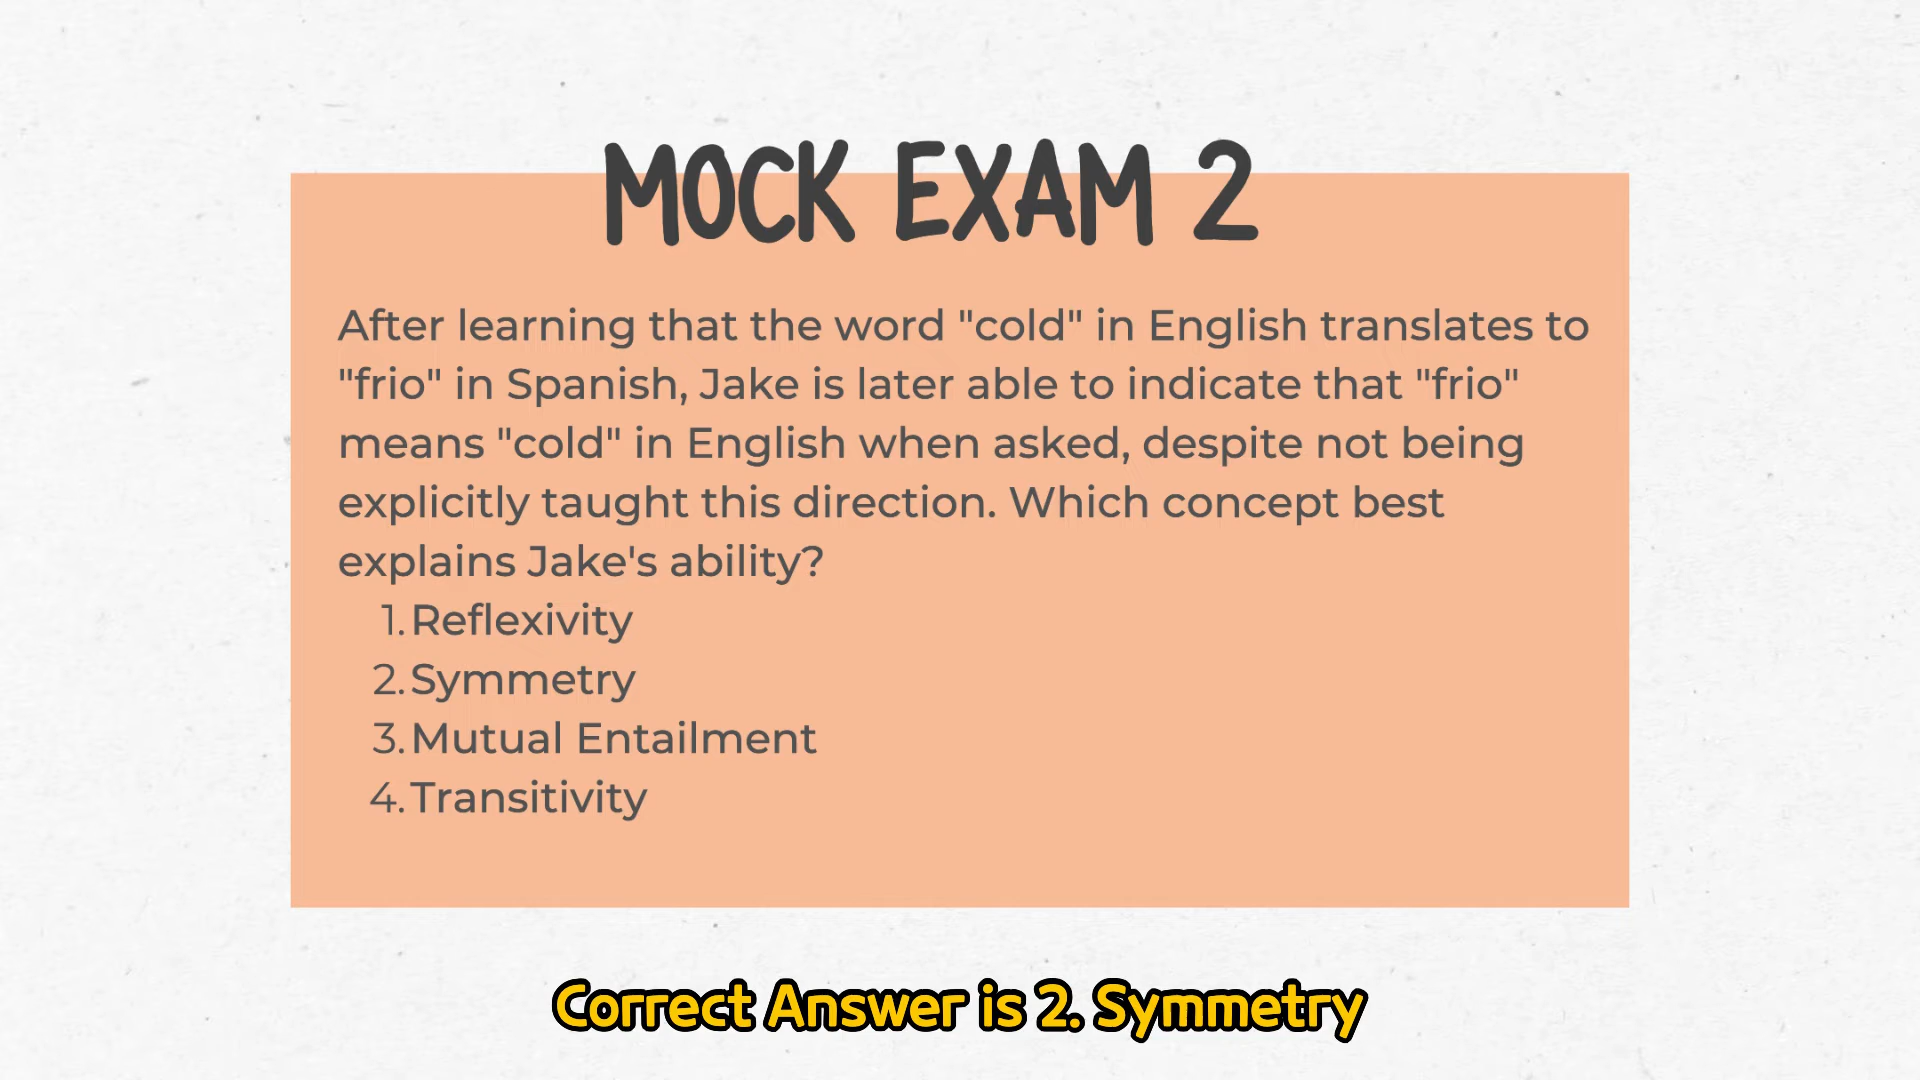 MOCK EXAM 2
After learning that the word "cold" in English translates to
"frio" in Spanish, Jake is later able to indicate that "frio"
means "cold" in English when asked, despite not being
explicitly taught this direction. Which concept best
explains Jake's ability?
1. Reflexivity
2. Symmetry
3. Mutual Entailment
4. Transitivity
Correct Answer is 2. Symmetry